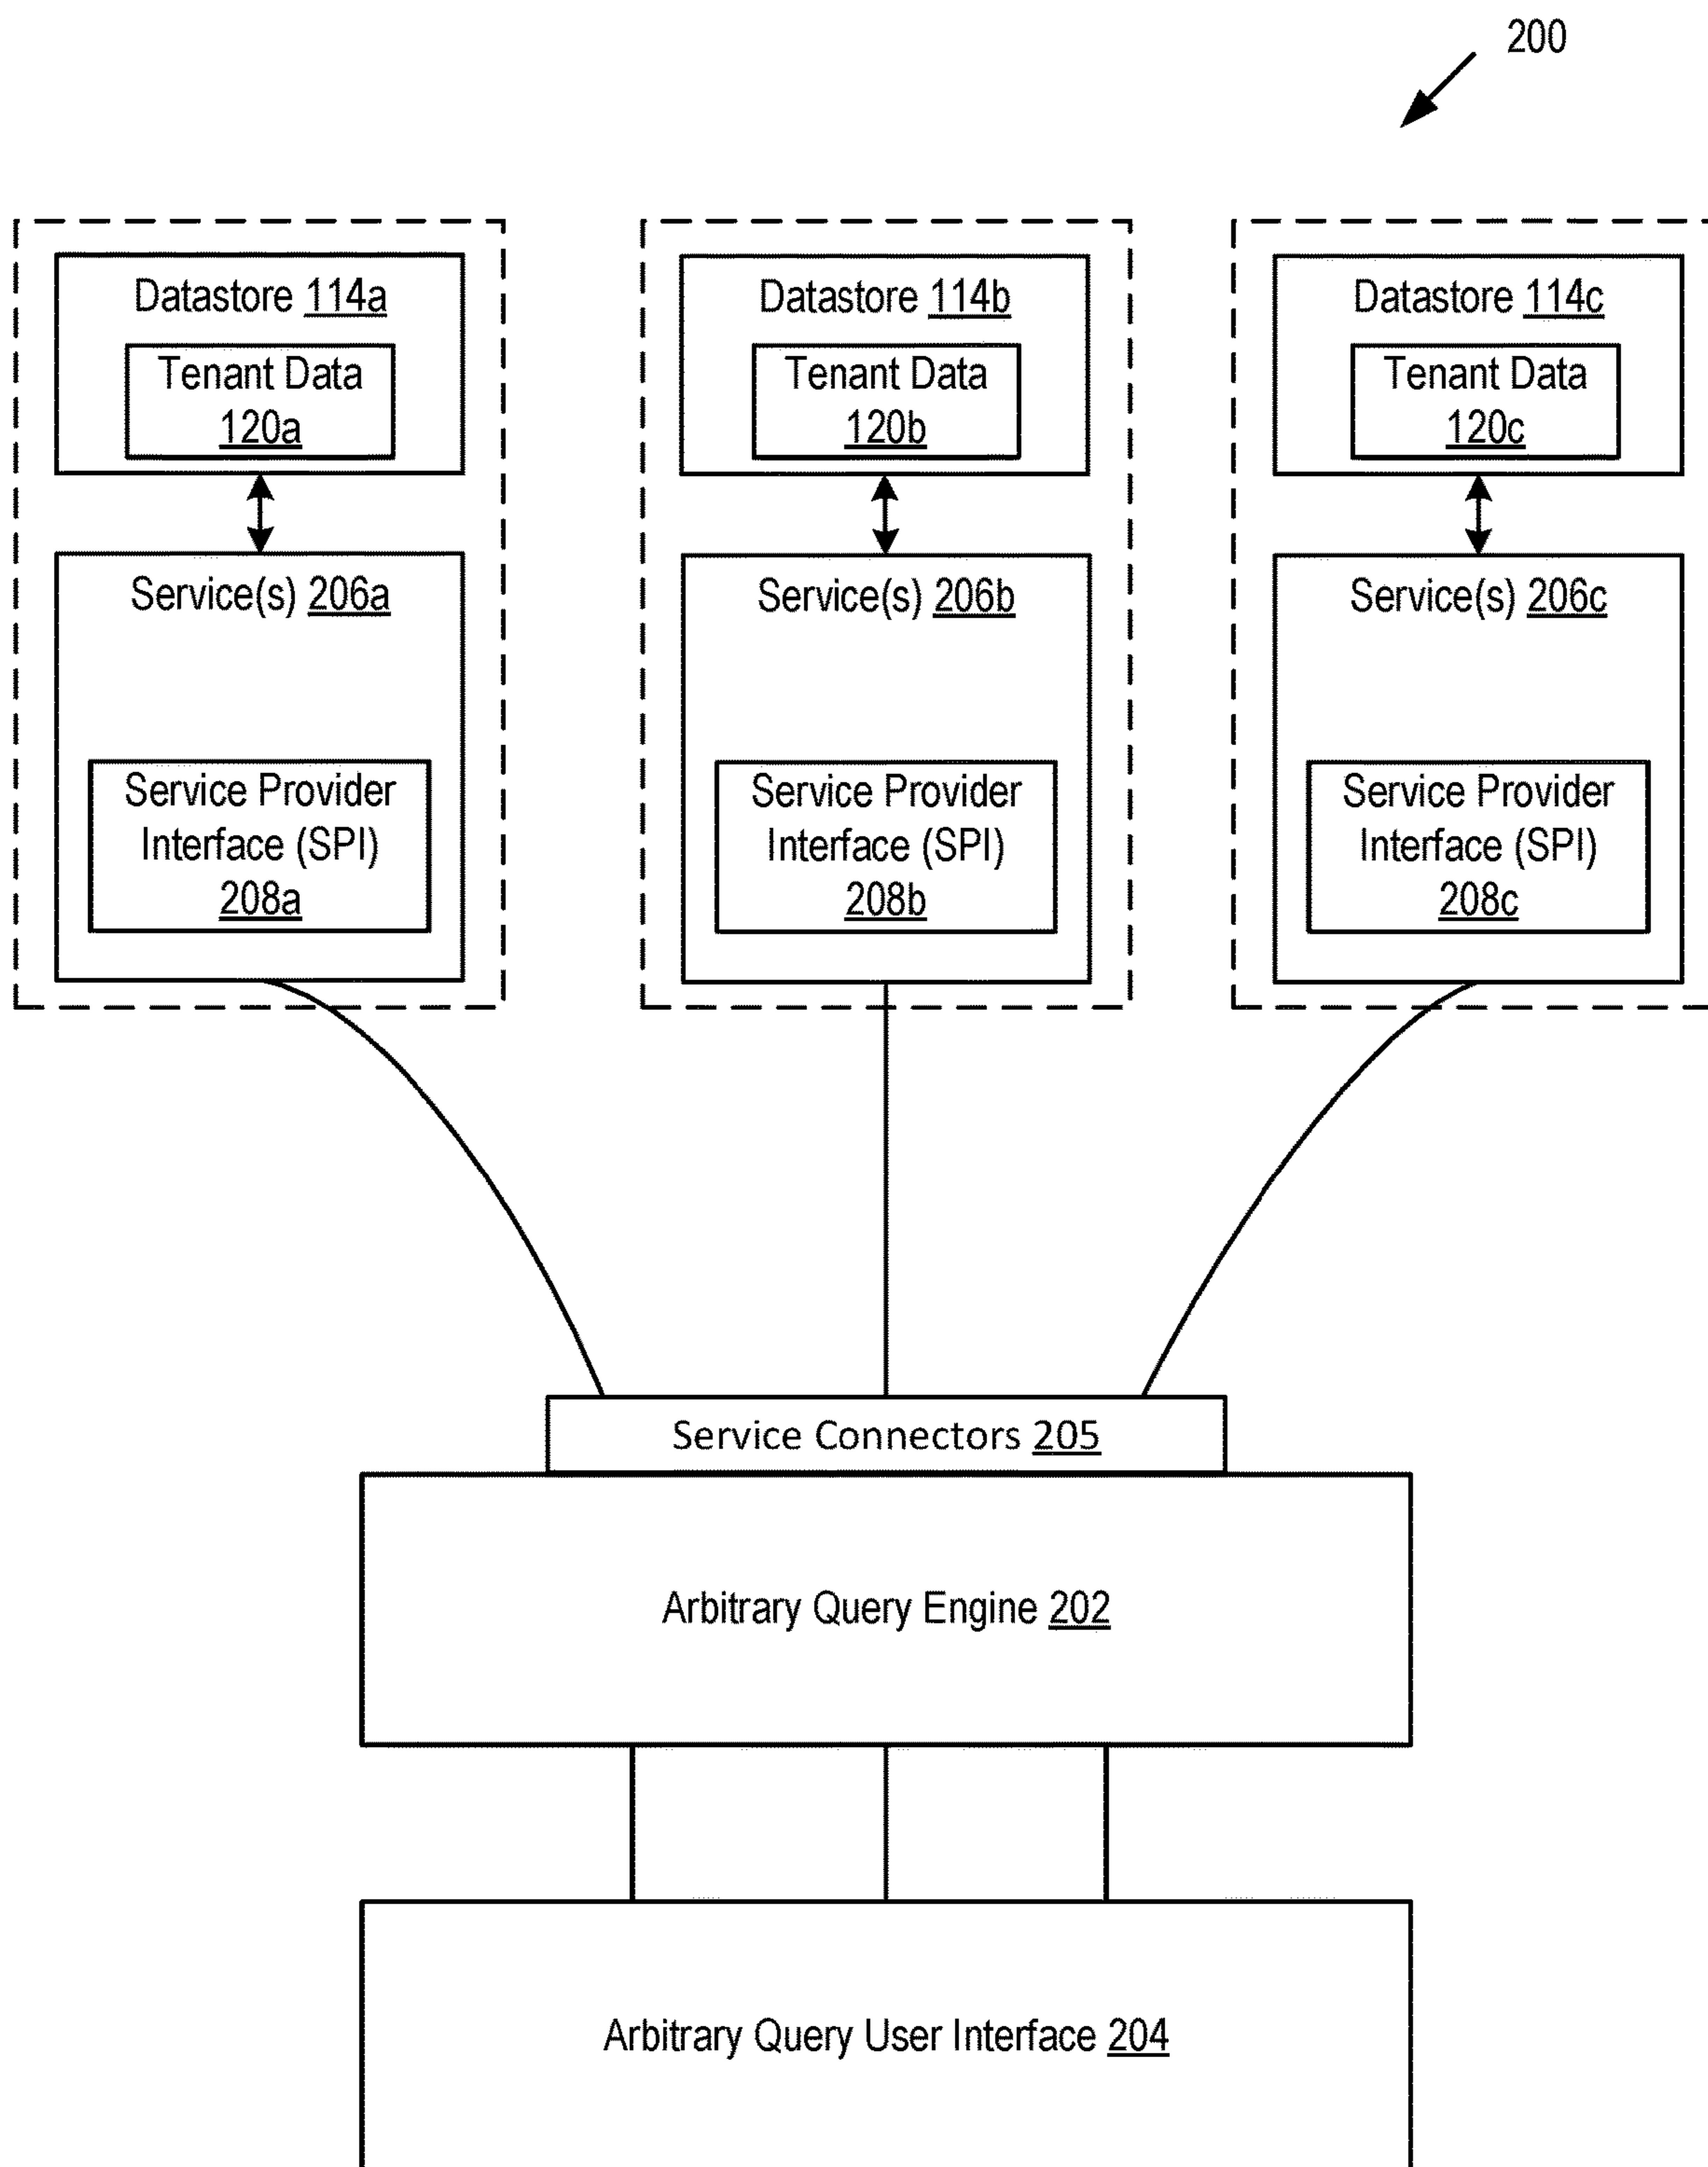 200
Datastore 114a
Tenant Data
120a
Service(s) 206a
Service Provider
Interface (SPI)
208a
Datastore 114b
Tenant Data
120b
Service(s) 206b
Service Provider
Interface (SPI)
208b
Datastore 114c
Tenant Data
120c
Service(s) 206c
Service Provider
Interface (SPI)
208c
Service Connectors 205
Arbitrary Query Engine 202
Arbitrary Query User Interface 204